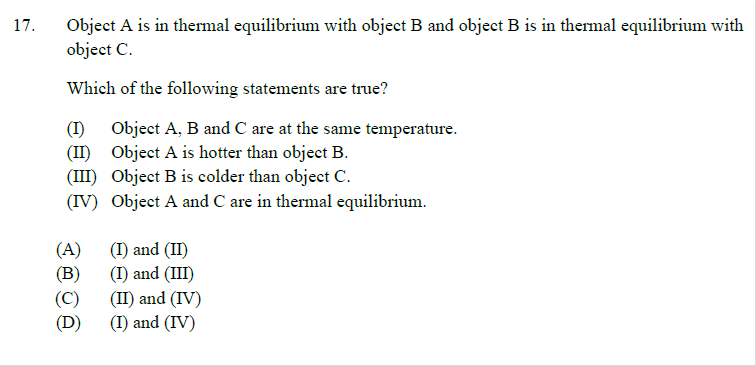 17. Object A is in thermal equilibrium with object B and object B is in thermal equilibrium with
object C.
Which of the following statements are true?
(I) Object A, B and C are at the same temperature.
(II) Object A is hotter than object B.
(III) Object B is colder than object C.
(IV) Object A and C are in thermal equilibrium.
(A) (I) and (II)
(B) (I) and (III)
(C) (II) and (IV)
(D) (I) and (IV)